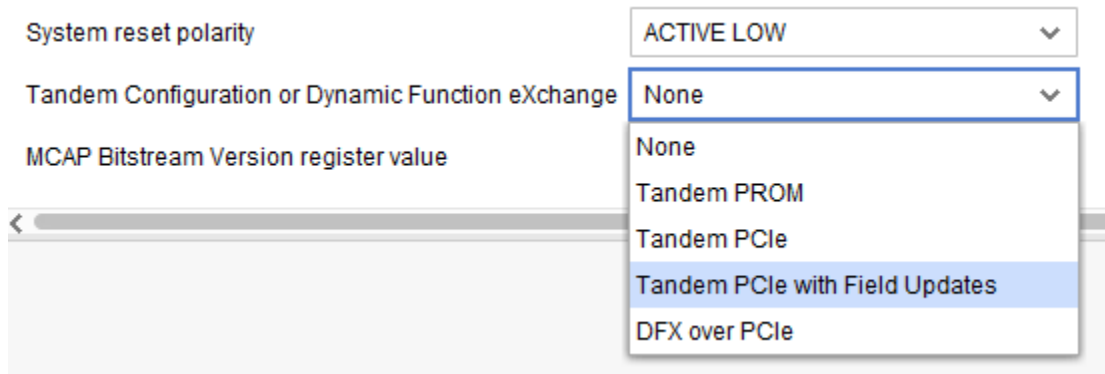 System reset polarity ACTIVE LOW
Tandem Configuration or Dynamic Function eXchange None
MCAP Bitstream Version register value
None
Tandem PROM
Tandem PCIe
Tandem PCIe with Field Updates
DFX over PCIe